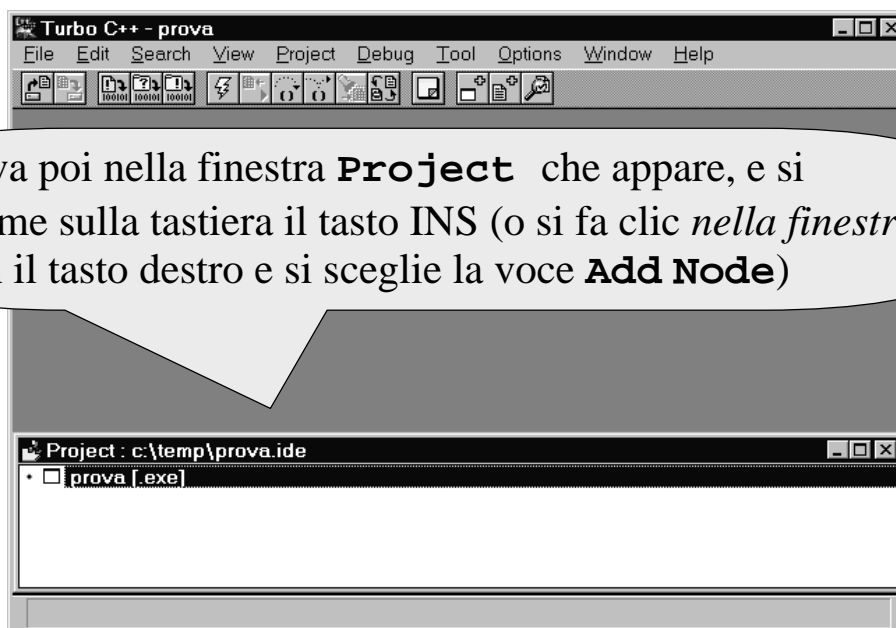 Turbo C++ - prova
File Edit Search View Project Debug Tool Options Window Help
va poi nella finestra Project che appare, e si
me sulla tastiera il tasto INS (o si fa clic nella finestr
il tasto destro e si sceglie la voce Add Node)
Project : c:\temp\prova.ide
prova [.exe]